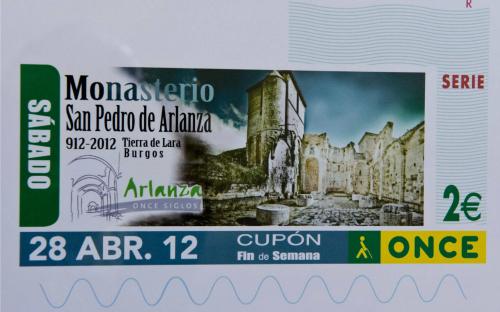 R
SERIE
SÁBADO
Monasterio
San Pedro de Arlanza
912-2012 Tierra de Lara
Burgos
Arlanza
ONCE SIGLOS
2€
28 ABR. 12
CUPÓN
Fin de Semana
ONCE